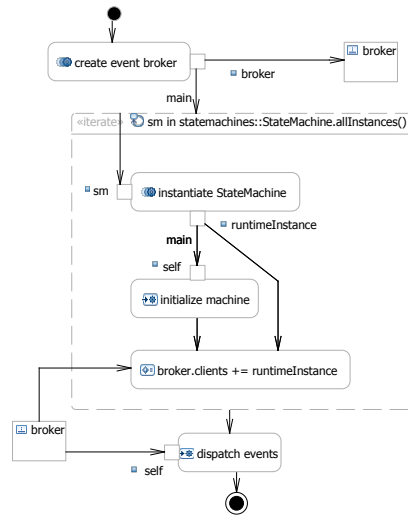 create event broker
broker
broker
main
«iterate» sm in statemachines::StateMachine.allInstances()
sm
instantiate StateMachine
runtimeInstance
main
self
initialize machine
broker.clients += runtimeInstance
broker
dispatch events
self